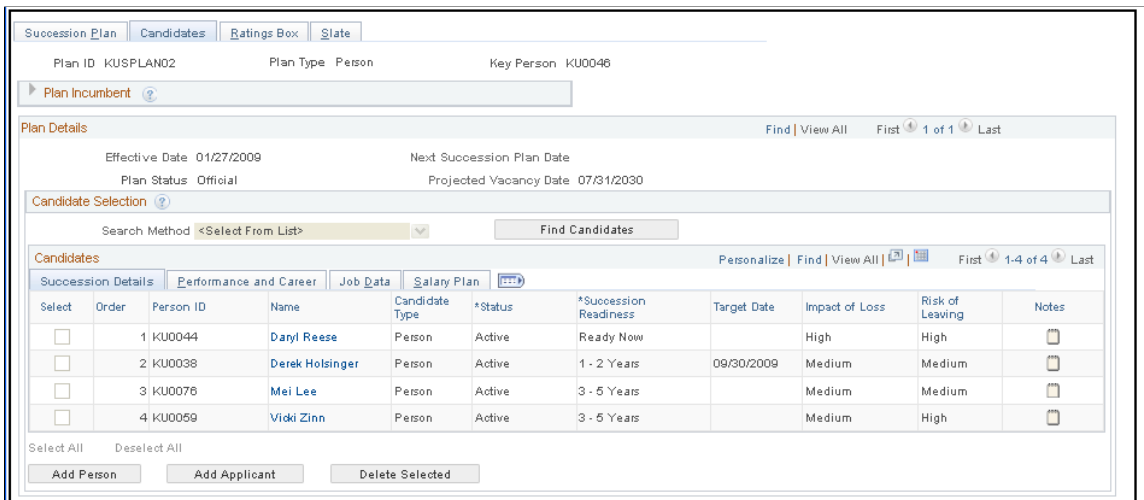 Succession Plan Candidates Ratings Box Slate
Plan ID KUSPLAN02 Plan Type Person Key Person KU0046
Plan Incumbent ?
Plan Details Find | View All First 1 of 1 Last
Effective Date 01/27/2009 Next Succession Plan Date
Plan Status Official Projected Vacancy Date 07/31/2030
Candidate Selection ?
Search Method <Select From List> Find Candidates
Candidates Personalize | Find | View All | | First 1-4 of 4 Last
Succession Details Performance and Career Job Data Salary Plan
Select Order Person ID Name Candidate Type *Status *Succession Readiness Target Date Impact of Loss Risk of Leaving Notes
1 KU0044 Daryl Reese Person Active Ready Now High High
2 KU0038 Derek Holsinger Person Active 1 - 2 Years 09/30/2009 Medium Medium
3 KU0076 Mei Lee Person Active 3 - 5 Years Medium Medium
4 KU0059 Vicki Zinn Person Active 3 - 5 Years Medium High
Select All Deselect All
Add Person Add Applicant Delete Selected